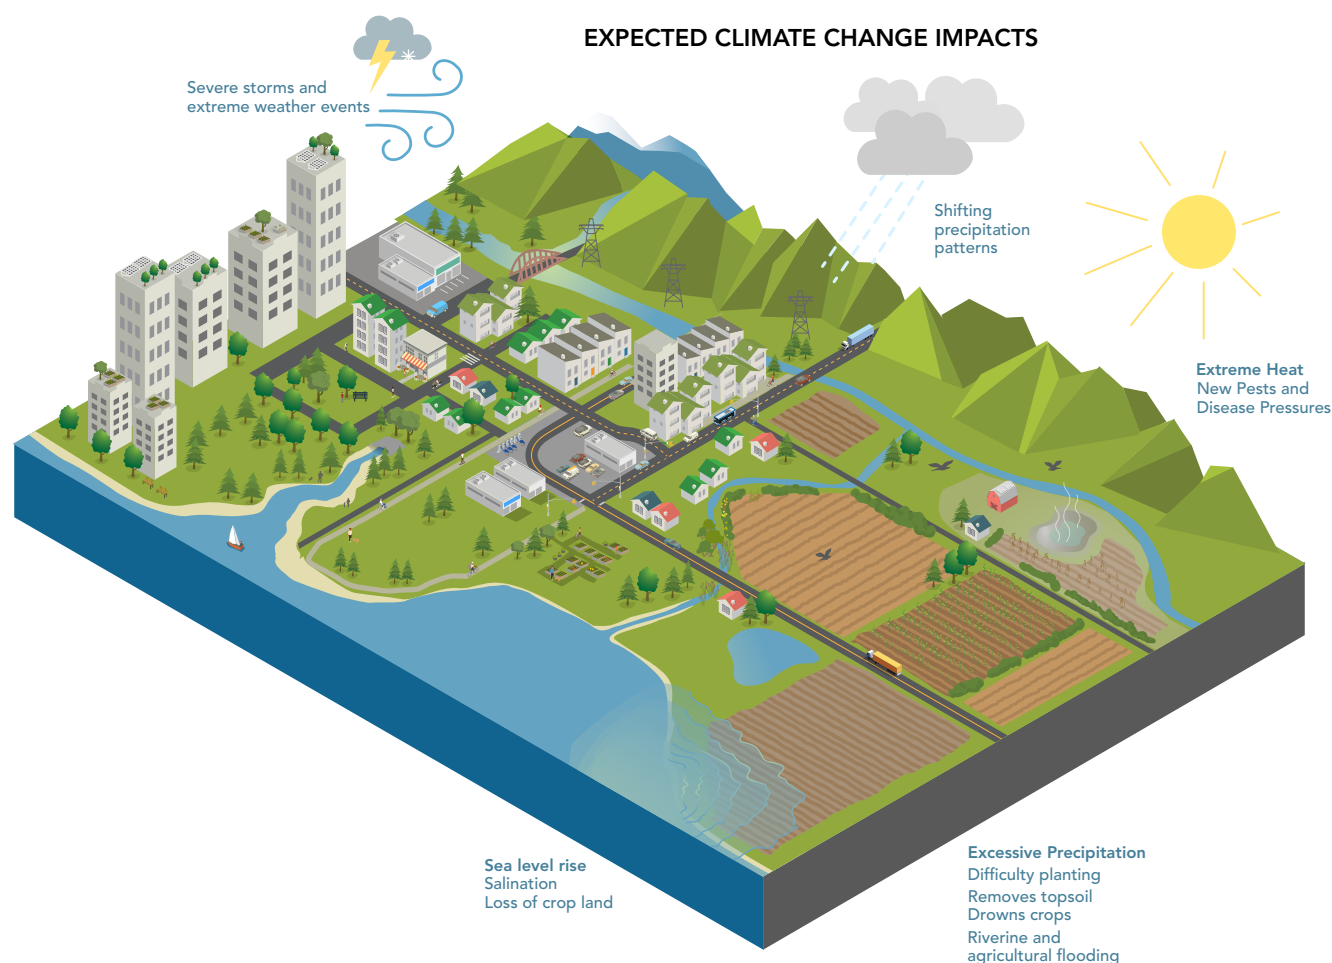 EXPECTED CLIMATE CHANGE IMPACTS
Severe storms and
extreme weather events
Shifting
precipitation
patterns
Extreme Heat
New Pests and
Disease Pressures
Sea level rise
Salination
Loss of crop land
Excessive Precipitation
Difficulty planting
Removes topsoil
Drowns crops
Riverine and
agricultural flooding